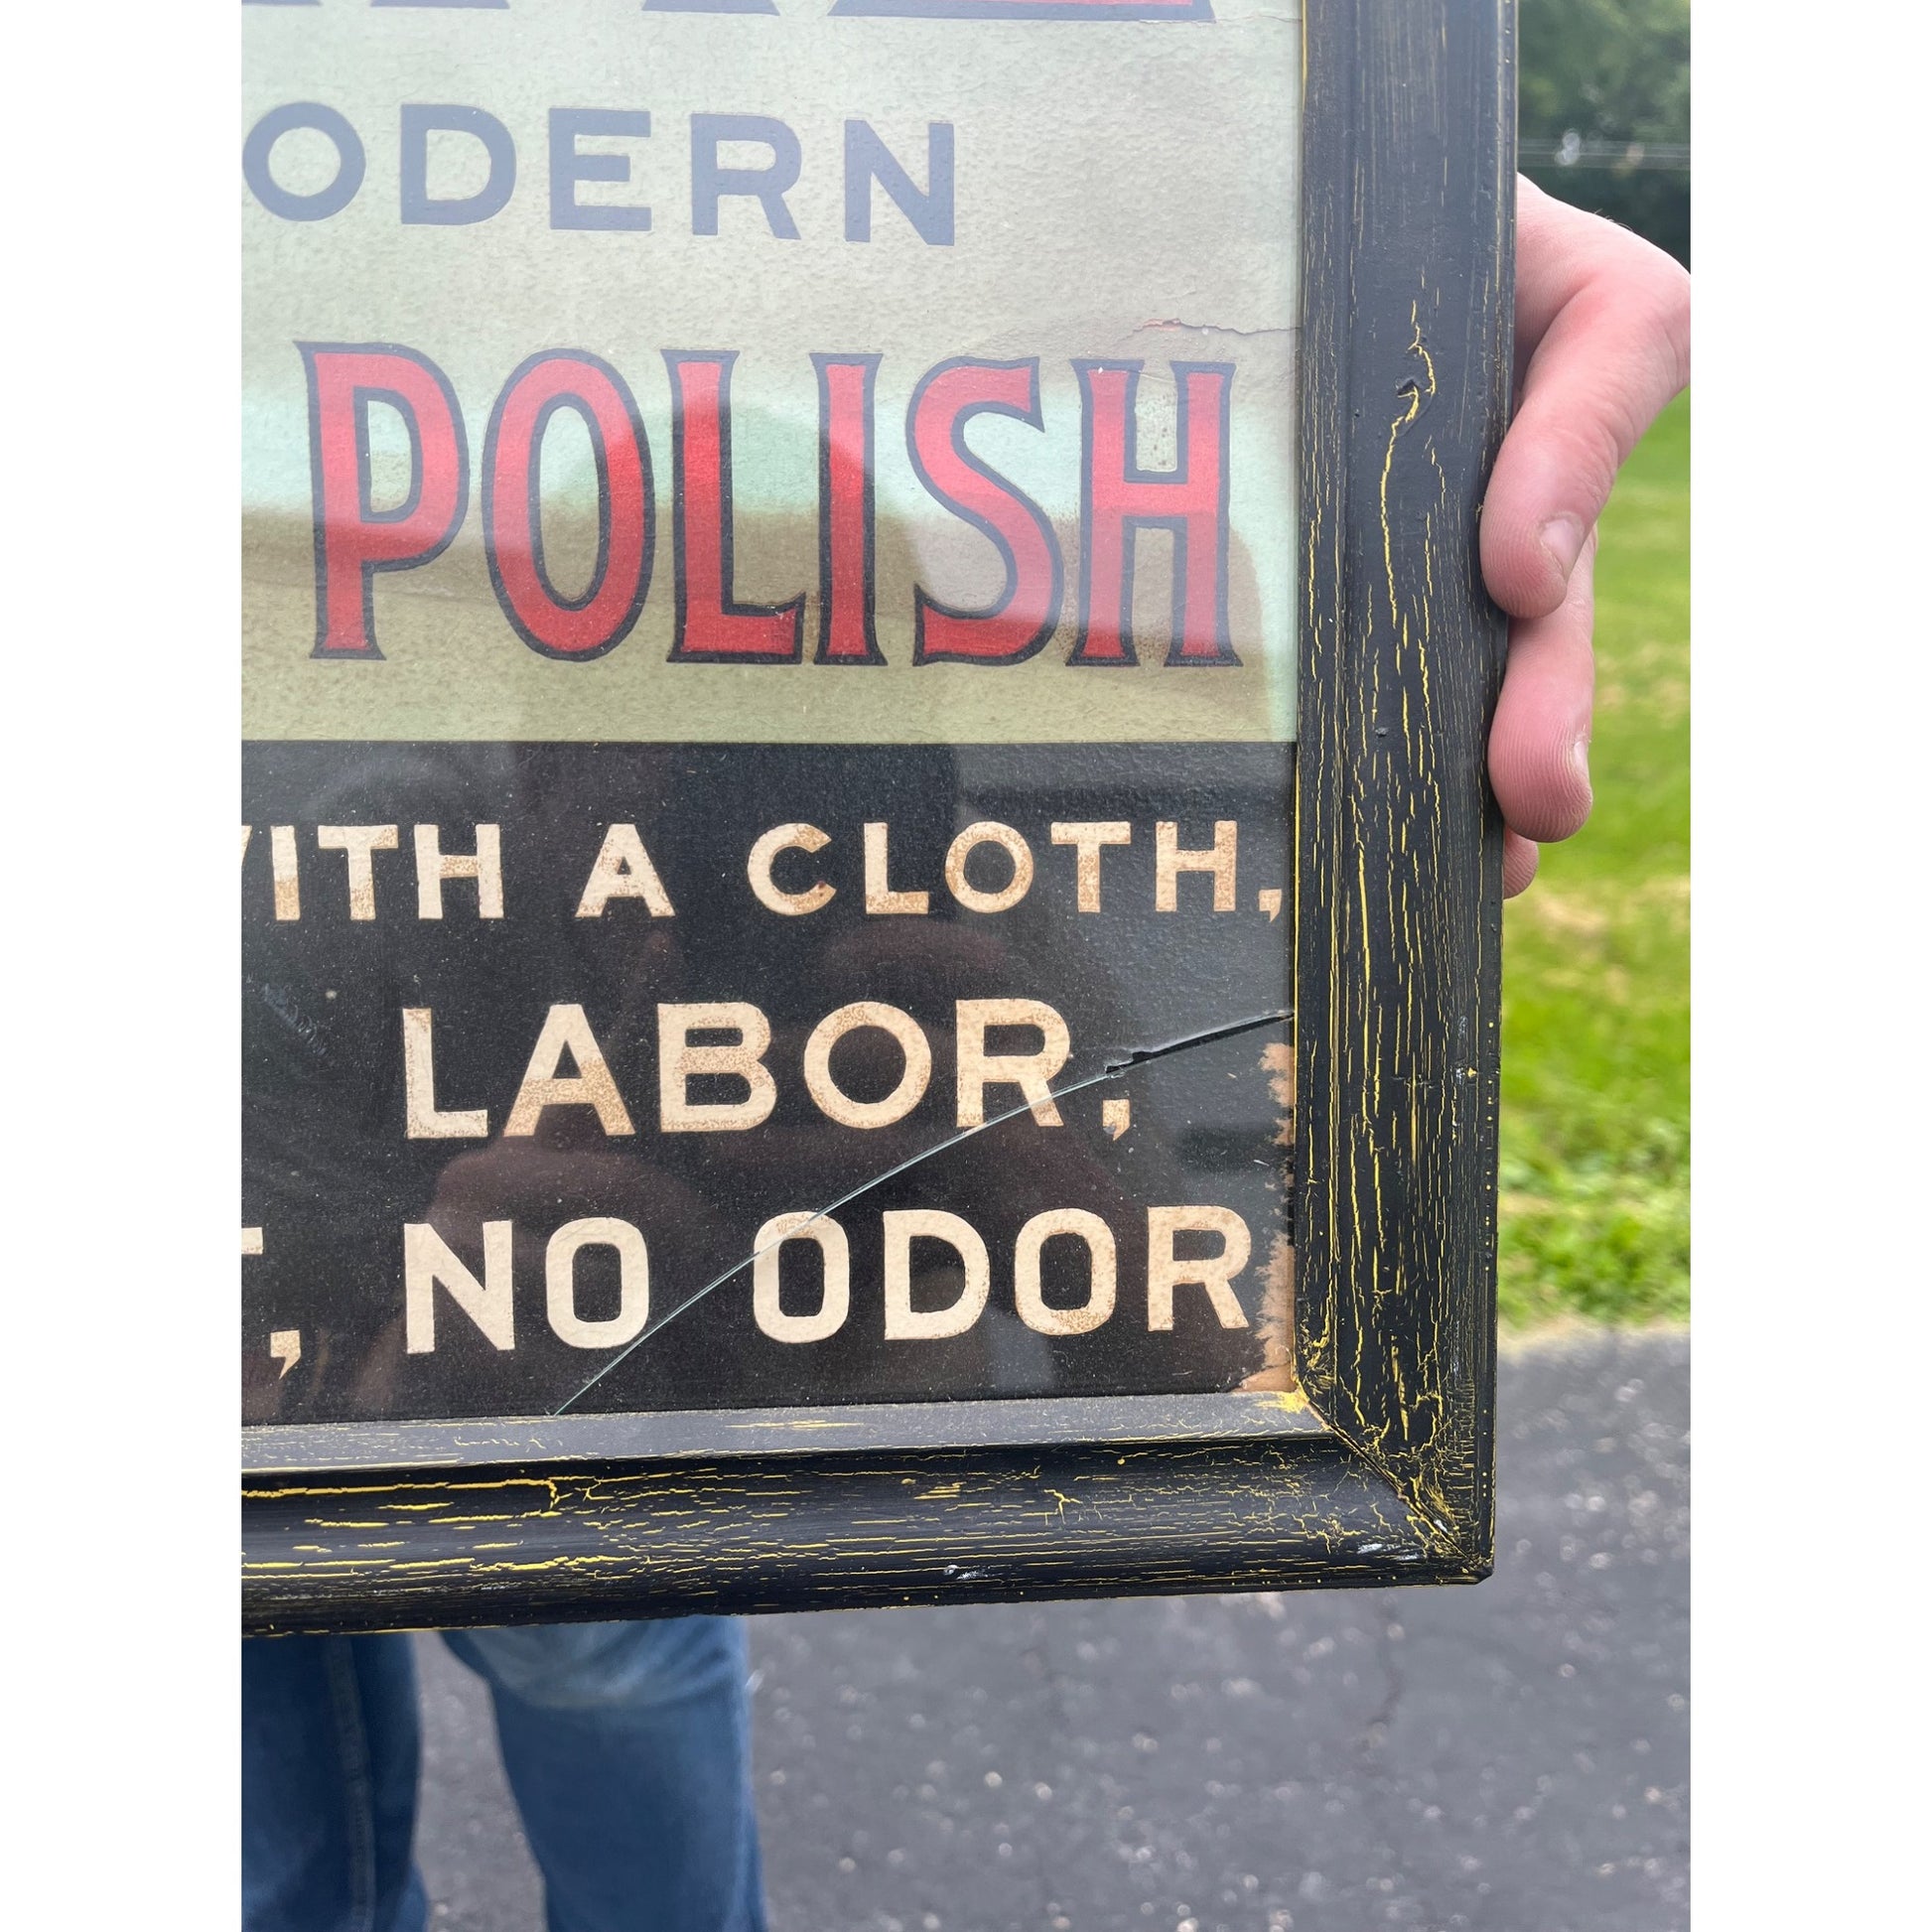 ODERN
POLISH
WITH A CLOTH,
LABOR,
T, NO ODOR